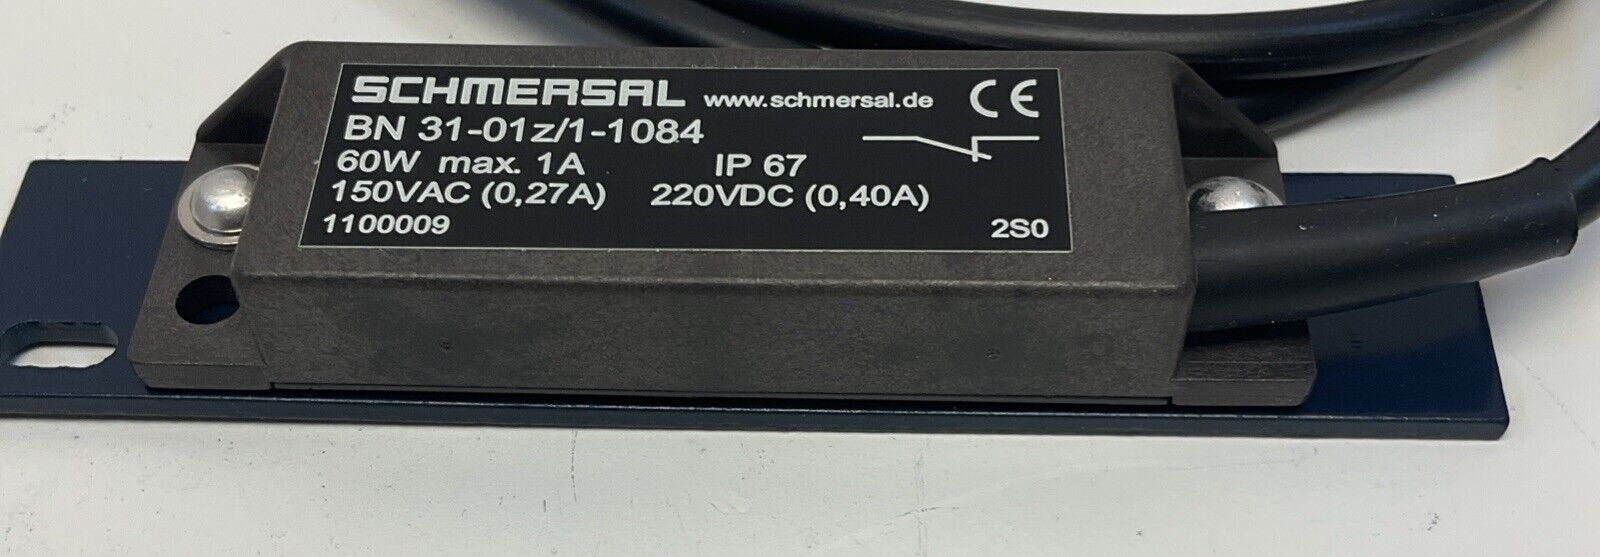 SCHMERSAL www.schmersal.de CE
BN 31-01z/1-1084
60W max. 1A IP 67
150VAC (0,27A) 220VDC (0,40A)
1100009 2S0